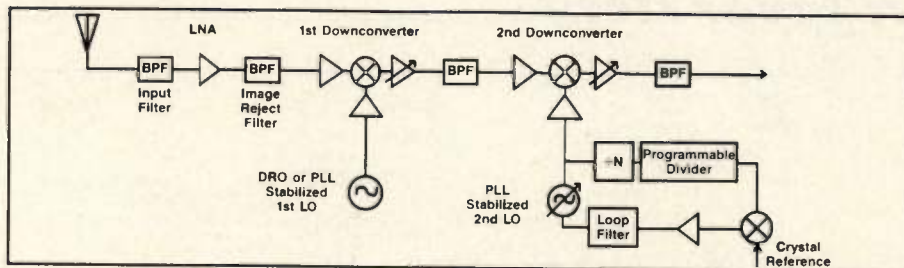 LNA
1st Downconverter
2nd Downconverter
BPF
BPF
BPF
BPF
Input
Filter
Image
Reject
Filter
DRO or PLL
Stabilized
1st LO
PLL
Stabilized
2nd LO
÷N
Programmable
Divider
Loop
Filter
Crystal
Reference